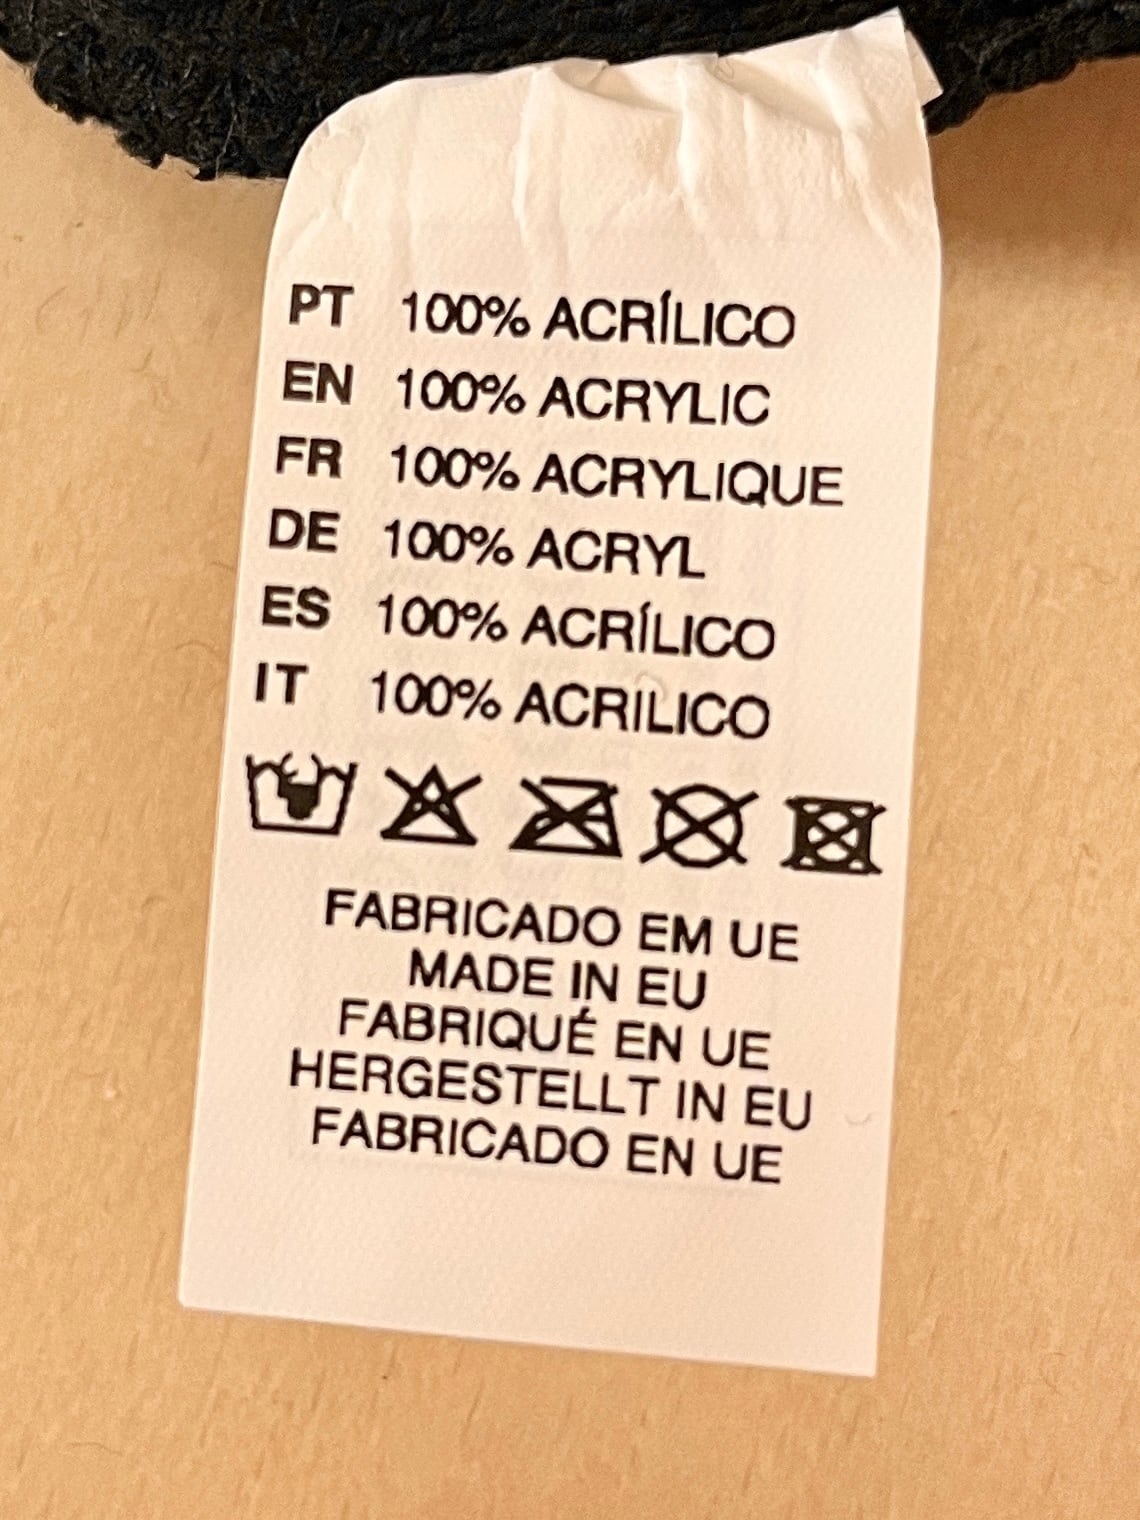 PT 100% ACRÍLICO
EN 100% ACRYLIC
FR 100% ACRYLIQUE
DE 100% ACRYL
ES 100% ACRÍLICO
IT 100% ACRILICO
FABRICADO EM UE
MADE IN EU
FABRIQUÉ EN UE
HERGESTELLT IN EU
FABRICADO EN UE